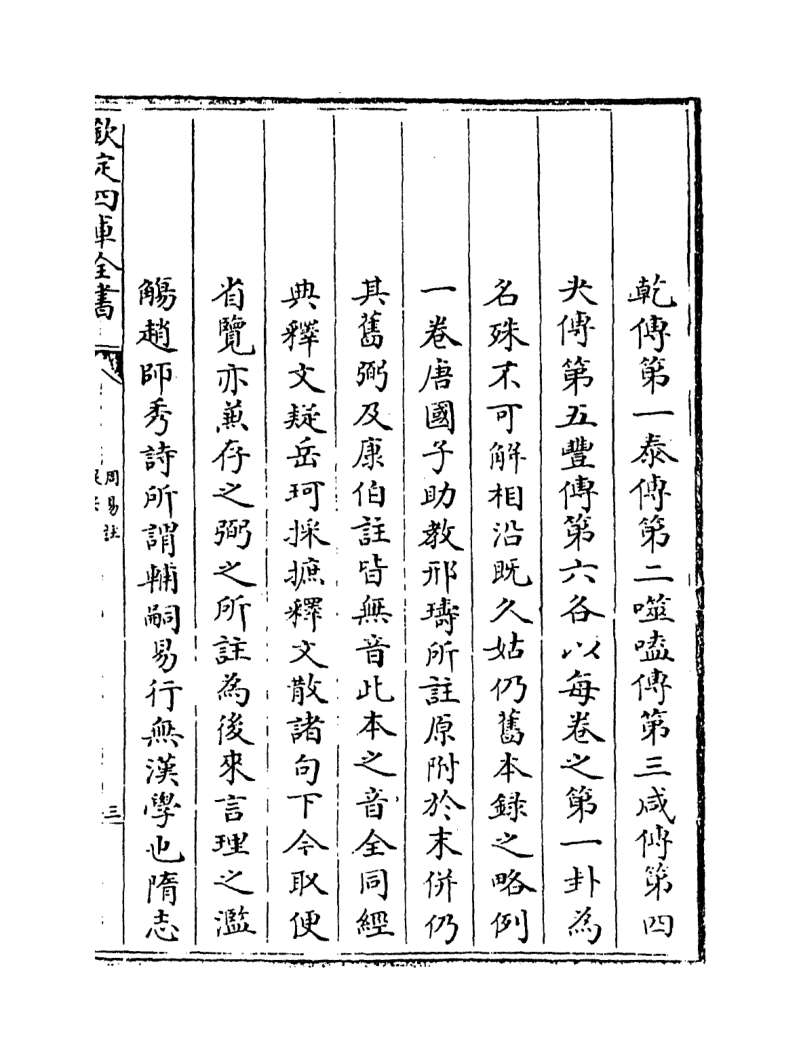 乾傳第一泰傳第二噬嗑傳第三咸傳第四
夬傳第五豐傳第六各以每卷之第一卦為
名殊不可解相沿既久姑仍舊本錄之略例
一卷唐國子助教邢璹所註原附於末併仍
其舊弼及康伯註皆無音此本之音全同經
典釋文疑岳珂採摭釋文散諸句下今取便
省覽亦兼存之弼之所註為後來言理之濫
觴趙師秀詩所謂輔嗣易行無漢學也隋志
欽定四庫全書
周易註
三